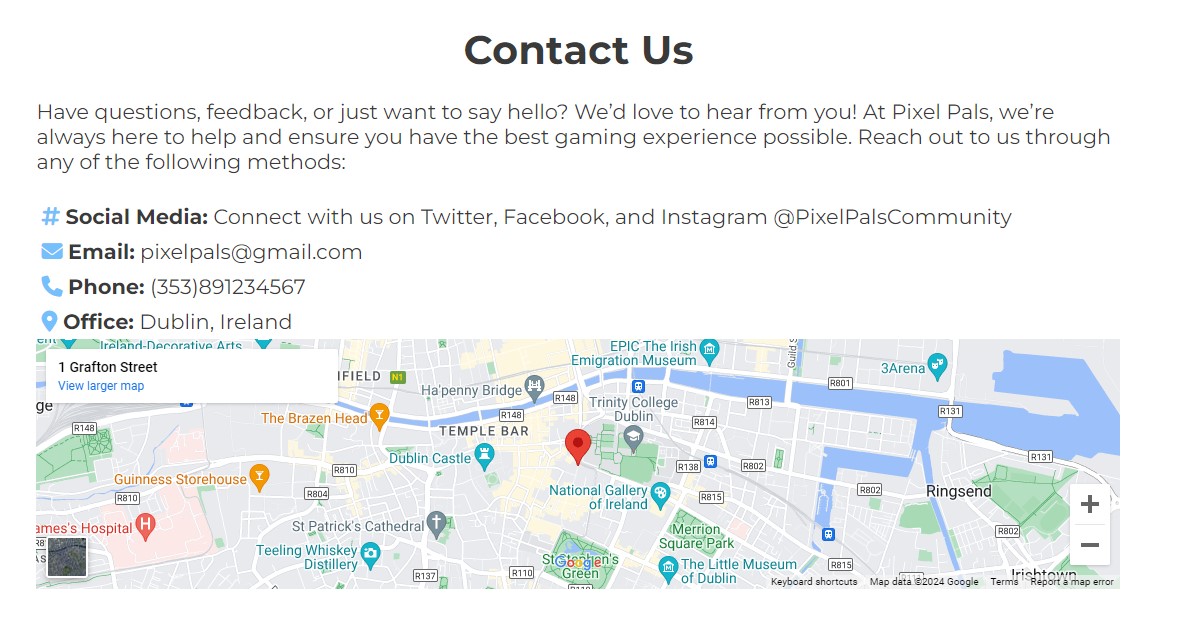 Contact Us
Have questions, feedback, or just want to say hello? We’d love to hear from you! At Pixel Pals, we’re
always here to help and ensure you have the best gaming experience possible. Reach out to us through
any of the following methods:
# Social Media: Connect with us on Twitter, Facebook, and Instagram @PixelPalsCommunity
Email: pixelpals@gmail.com
Phone: (353)891234567
Office: Dublin, Ireland
Ireland-Decorative Arts
1 Grafton Street
View larger map
IFIELD
N1
EPIC The Irish
Emigration Museum
Guild S
3Arena
R801
Ha'penny Bridge
R148
Trinity College
Dublin
R813
R131
ge
The Brazen Head
R148
R814
R148
TEMPLE BAR
Dublin Castle
R131
R810
R138
R802
Guinness Storehouse
R804
National Gallery
of Ireland
R815
R802
Ringsend
R810
ames's Hospital
H
St Patrick's Cathedral
Merrion
Square Park
R802
Teeling Whiskey
Distillery
St Stephen's
Green
Google
The Little Museum
of Dublin
R815
R137
R110
Irishtown
Keyboard shortcuts
Map data ©2024 Google
Terms
Report a map error